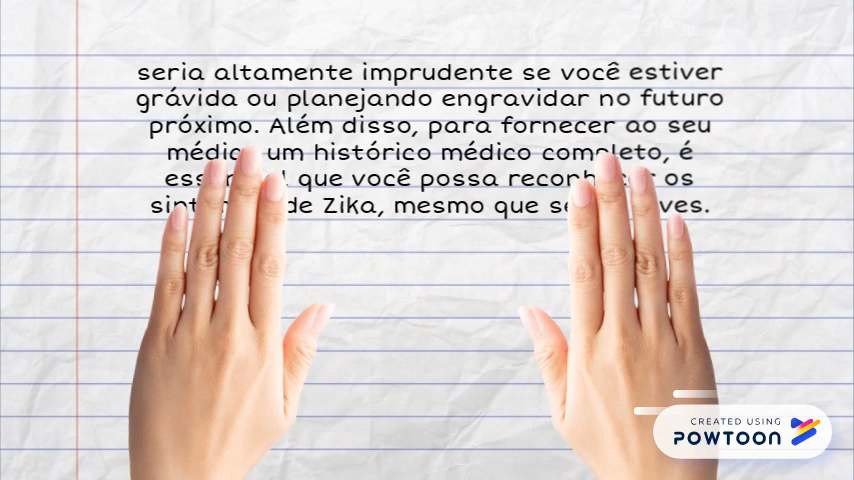 seria altamente imprudente se você estiver
grávida ou planejando engravidar no futuro
próximo. Além disso, para fornecer ao seu
um histórico médico completo, é
que você possa reconhecer os
de Zika, mesmo que
CREATED USING
POWTOON